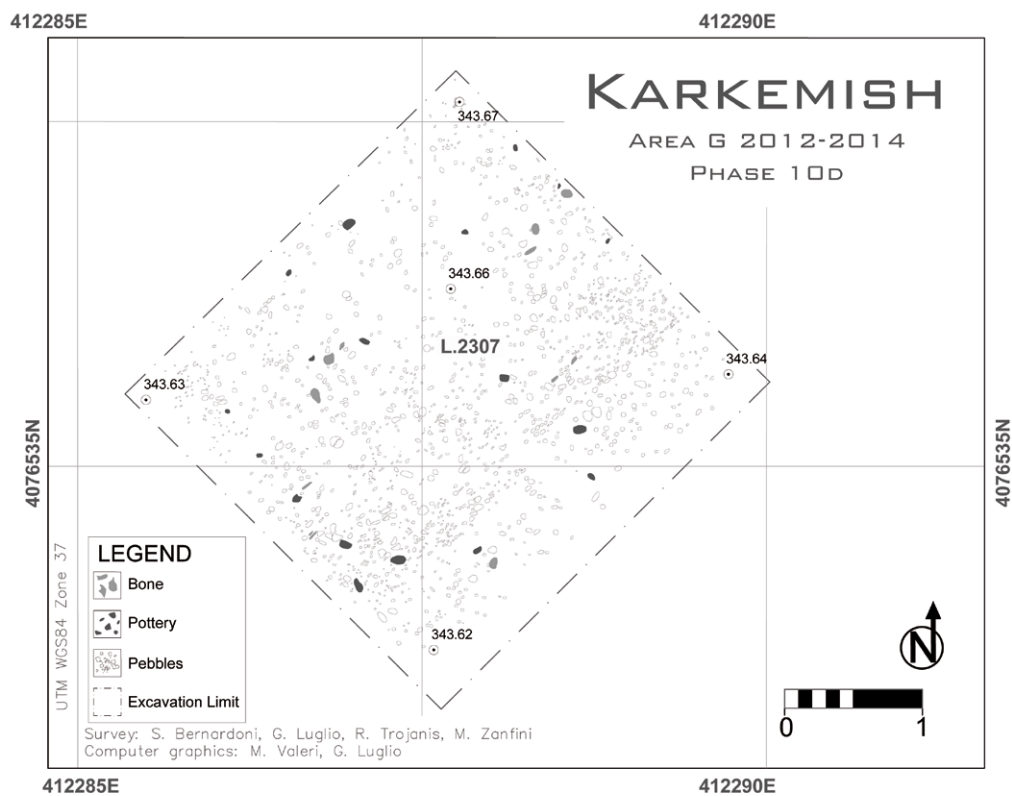 412285E
412290E
KARKEMISH
AREA G 2012-2014
PHASE 10D
343.67
343.66
L.2307
343.64
343.63
4076535N
4076535N
343.62
UTM WGS84 Zone 37
LEGEND
Bone
Pottery
Pebbles
Excavation Limit
N
0 1
Survey: S. Bernardoni, G. Luglio, R. Trojanis, M. Zanfini
Computer graphics: M. Valeri, G. Luglio
412285E
412290E